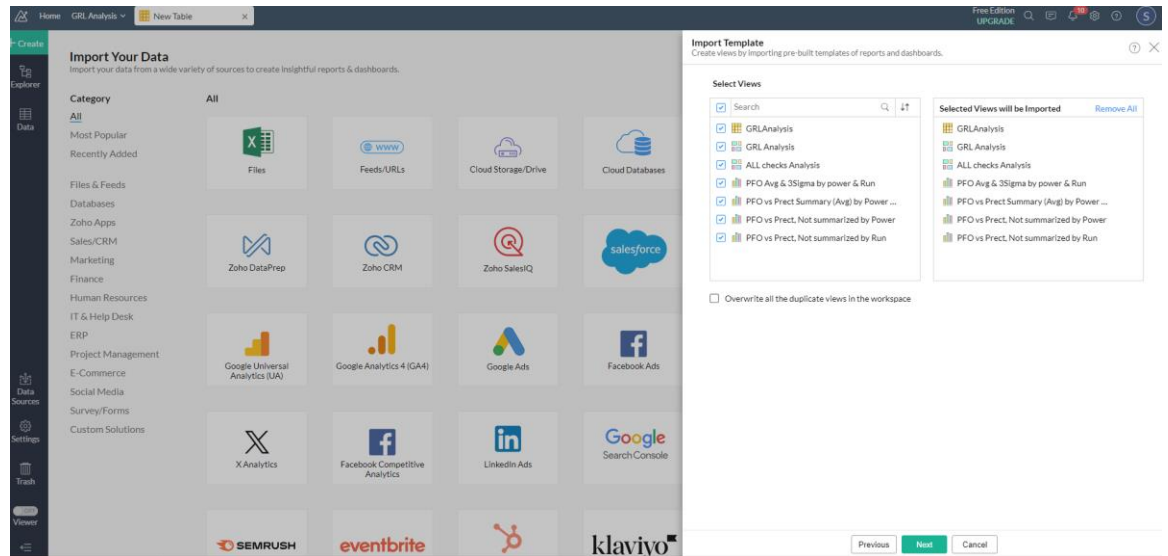 Home GRL Analysis New Table
Free Edition
UPGRADE
10
S
+ Create
Explorer
Data
Data
Sources
Settings
Trash
OFF
Viewer
Import Your Data
Import your data from a wide variety of sources to create insightful reports & dashboards.
Category
All
Most Popular
Recently Added
Files & Feeds
Databases
Zoho Apps
Sales/CRM
Marketing
Finance
Human Resources
IT & Help Desk
ERP
Project Management
E-Commerce
Social Media
Survey/Forms
Custom Solutions
All
X
Files
www
Feeds/URLs
Cloud Storage/Drive
Cloud Databases
Zoho DataPrep
Zoho CRM
Zoho SalesIQ
salesforce
Google Universal
Analytics (UA)
Google Analytics 4 (GA4)
Google Ads
Facebook Ads
X Analytics
Facebook Competitive
Analytics
in
LinkedIn Ads
Google
Search Console
SEMRUSH
eventbrite
klaviyo
Import Template
Create views by importing pre-built templates of reports and dashboards.
Select Views
Search
GRLAnalysis
GRL Analysis
ALL checks Analysis
PFO Avg & 3Sigma by power & Run
PFO vs Prect Summary (Avg) by Power ...
PFO vs Prect, Not summarized by Power
PFO vs Prect, Not summarized by Run
Selected Views will be Imported Remove All
GRLAnalysis
GRL Analysis
ALL checks Analysis
PFO Avg & 3Sigma by power & Run
PFO vs Prect Summary (Avg) by Power ...
PFO vs Prect, Not summarized by Power
PFO vs Prect, Not summarized by Run
Overwrite all the duplicate views in the workspace
Previous Next Cancel